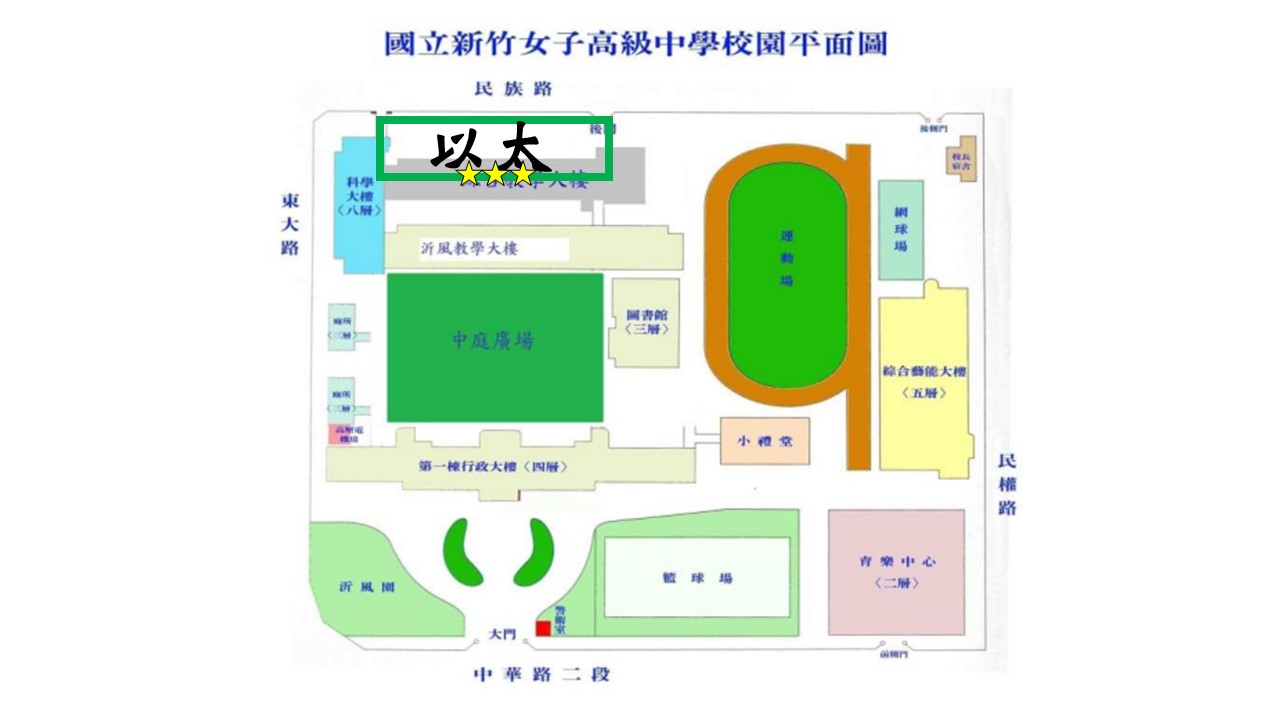 國立新竹女子高級中學校園平面圖
民族路
後門
後側門
以太
校長
宿舍
科學
大樓
〈八層〉
教學大樓
東大路
網球場
運動場
沂風教學大樓
圖書館
〈三層〉
廁所
〈三層〉
中庭廣場
綜合藝能大樓
〈五層〉
廁所
〈三層〉
高壓電
機房
小禮堂
第一棟行政大樓〈四層〉
民權路
沂風園
籃球場
育樂中心
〈二層〉
警衛室
大門
前側門
中華路二段